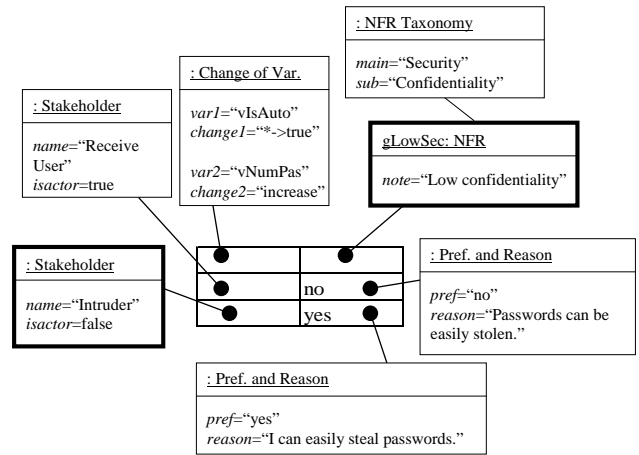 : NFR Taxonomy
main=“Security”
sub=“Confidentiality”
: Change of Var.
var1=“vIsAuto”
change1=“*->true”
var2=“vNumPas”
change2=“increase”
: Stakeholder
name=“Receive
User”
isactor=true
gLowSec: NFR
note=“Low confidentiality”
: Stakeholder
name=“Intruder”
isactor=false
no
yes
: Pref. and Reason
pref=“no”
reason=“Passwords can be
easily stolen.”
: Pref. and Reason
pref=“yes”
reason=“I can easily steal passwords.”